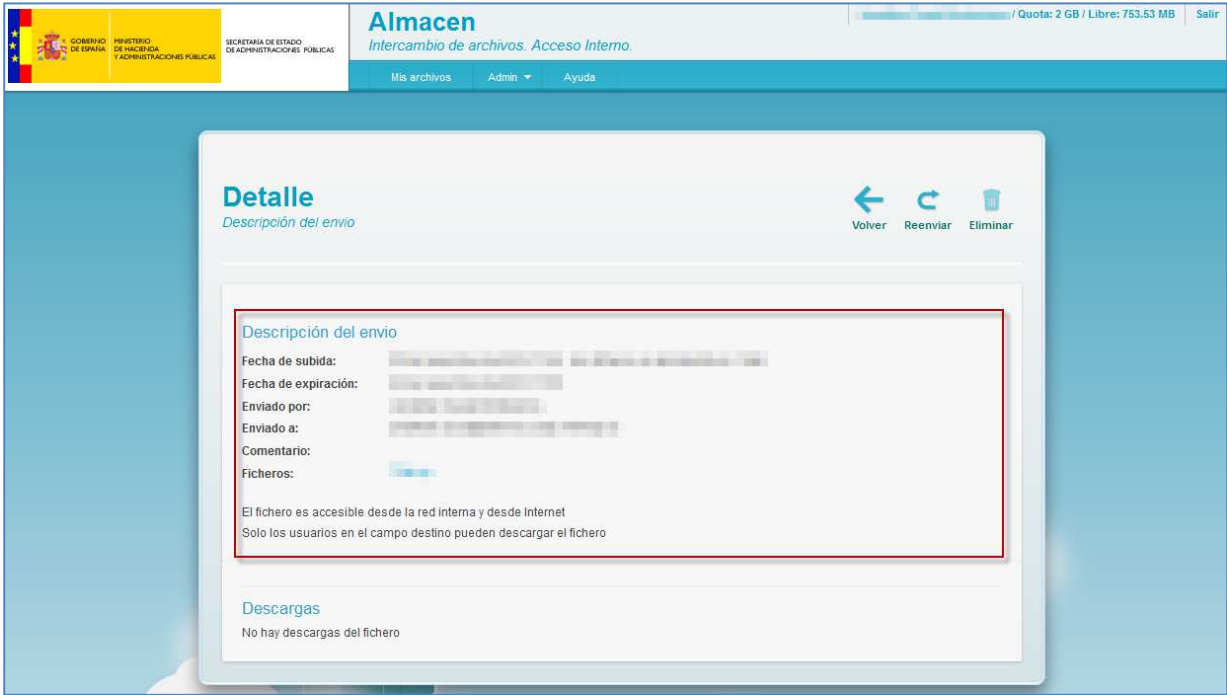 GOBIERNO DE ESPAÑA
MINISTERIO DE HACIENDA Y ADMINISTRACIONES PÚBLICAS
SECRETARÍA DE ESTADO DE ADMINISTRACIONES PÚBLICAS
Almacen
Intercambio de archivos. Acceso Interno.
/ Quota: 2 GB / Libre: 753.53 MB
Salir
Mis archivos Admin Ayuda
Detalle
Descripción del envio
Volver Reenviar Eliminar
Descripción del envio
Fecha de subida:
Fecha de expiración:
Enviado por:
Enviado a:
Comentario:
Ficheros:
El fichero es accesible desde la red interna y desde Internet
Solo los usuarios en el campo destino pueden descargar el fichero
Descargas
No hay descargas del fichero